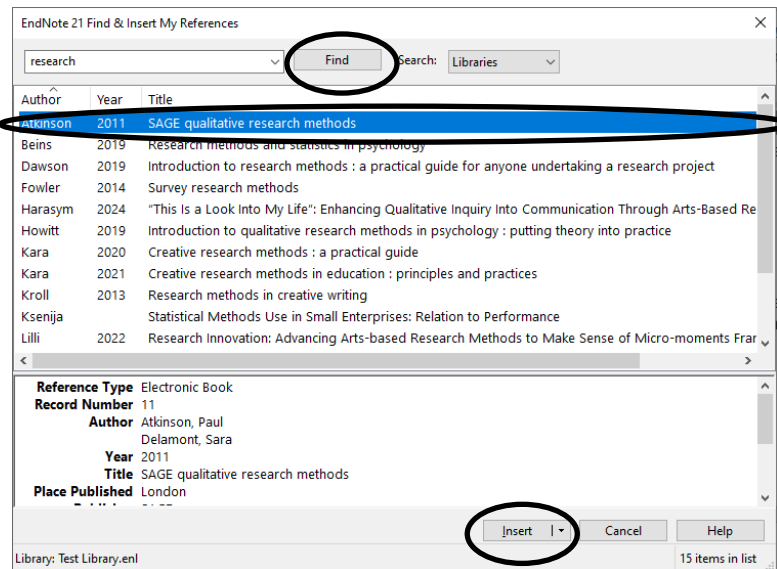 EndNote 21 Find & Insert My References
research Find Search: Libraries
Author Year Title
Atkinson 2011 SAGE qualitative research methods
Beins 2019 Research methods and statistics in psychology
Dawson 2019 Introduction to research methods : a practical guide for anyone undertaking a research project
Fowler 2014 Survey research methods
Harasym 2024 “This Is a Look Into My Life”: Enhancing Qualitative Inquiry Into Communication Through Arts-Based Re
Howitt 2019 Introduction to qualitative research methods in psychology : putting theory into practice
Kara 2020 Creative research methods : a practical guide
Kara 2021 Creative research methods in education : principles and practices
Kroll 2013 Research methods in creative writing
Ksenija Statistical Methods Use in Small Enterprises: Relation to Performance
Lilli 2022 Research Innovation: Advancing Arts-based Research Methods to Make Sense of Micro-moments Fra
Reference Type Electronic Book
Record Number 11
Author Atkinson, Paul
Delamont, Sara
Year 2011
Title SAGE qualitative research methods
Place Published London
Insert Cancel Help
Library: Test Library.enl 15 items in list